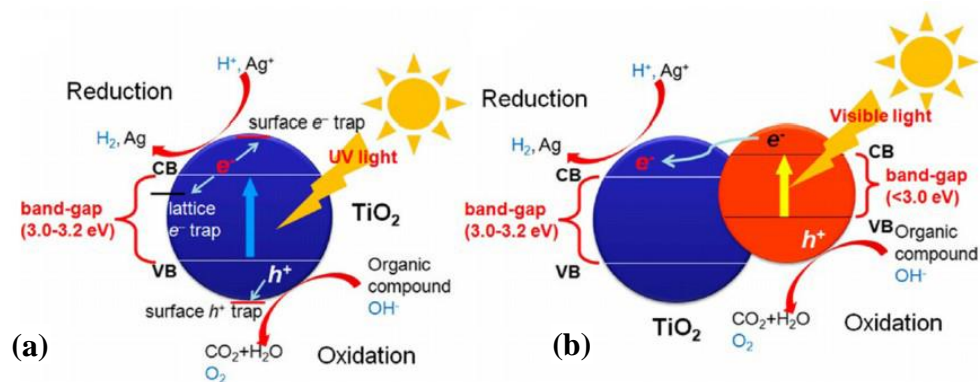 H⁺, Ag⁺
Reduction
surface e⁻ trap
H₂, Ag
UV light
CB
e⁻
lattice
e⁻ trap
band-gap
(3.0-3.2 eV)
TiO₂
VB
h⁺
Organic
compound
OH⁻
surface h⁺ trap
(a)
CO₂+H₂O
O₂
Oxidation
H⁺, Ag⁺
Reduction
Visible light
H₂, Ag
e⁻
e⁻
CB
CB
band-gap
(<3.0 eV)
band-gap
(3.0-3.2 eV)
h⁺
VB
Organic
compound
OH⁻
VB
TiO₂
(b)
CO₂+H₂O
O₂
Oxidation